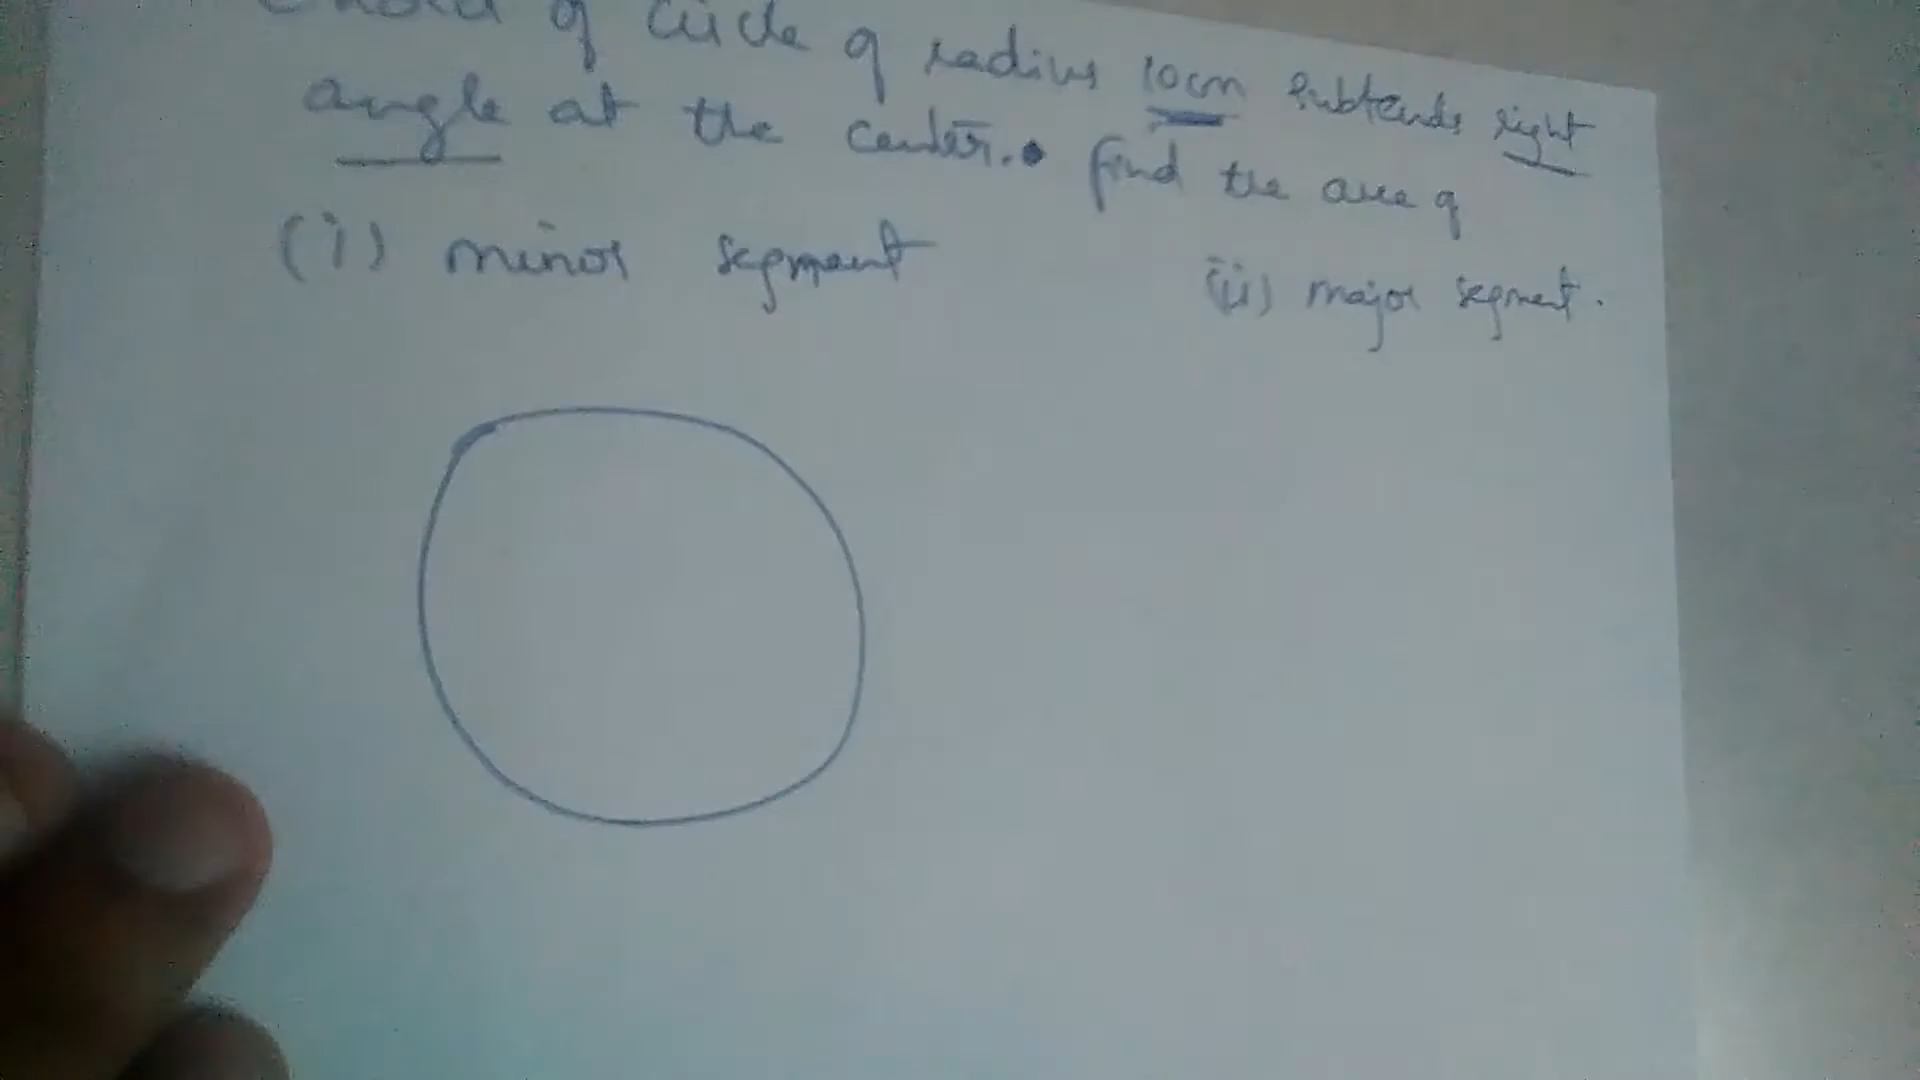 of circle of radius 10cm subtends right
angle at the center. find the are of
(i) minor segment (ii) major segment.